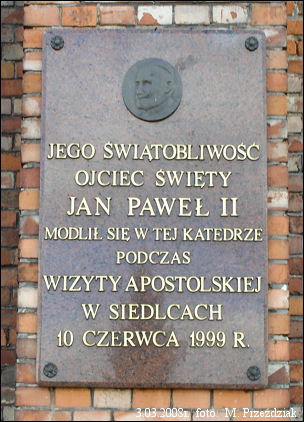 JEGO ŚWIĄTOBLIWOŚĆ
OJCIEC ŚWIĘTY
JAN PAWEŁ II
MODLIŁ SIĘ W TEJ KATEDRZE
PODCZAS
WIZYTY APOSTOLSKIEJ
W SIEDLCACH
10 CZERWCA 1999 R.
3.03.2008r. foto M. Przeździak